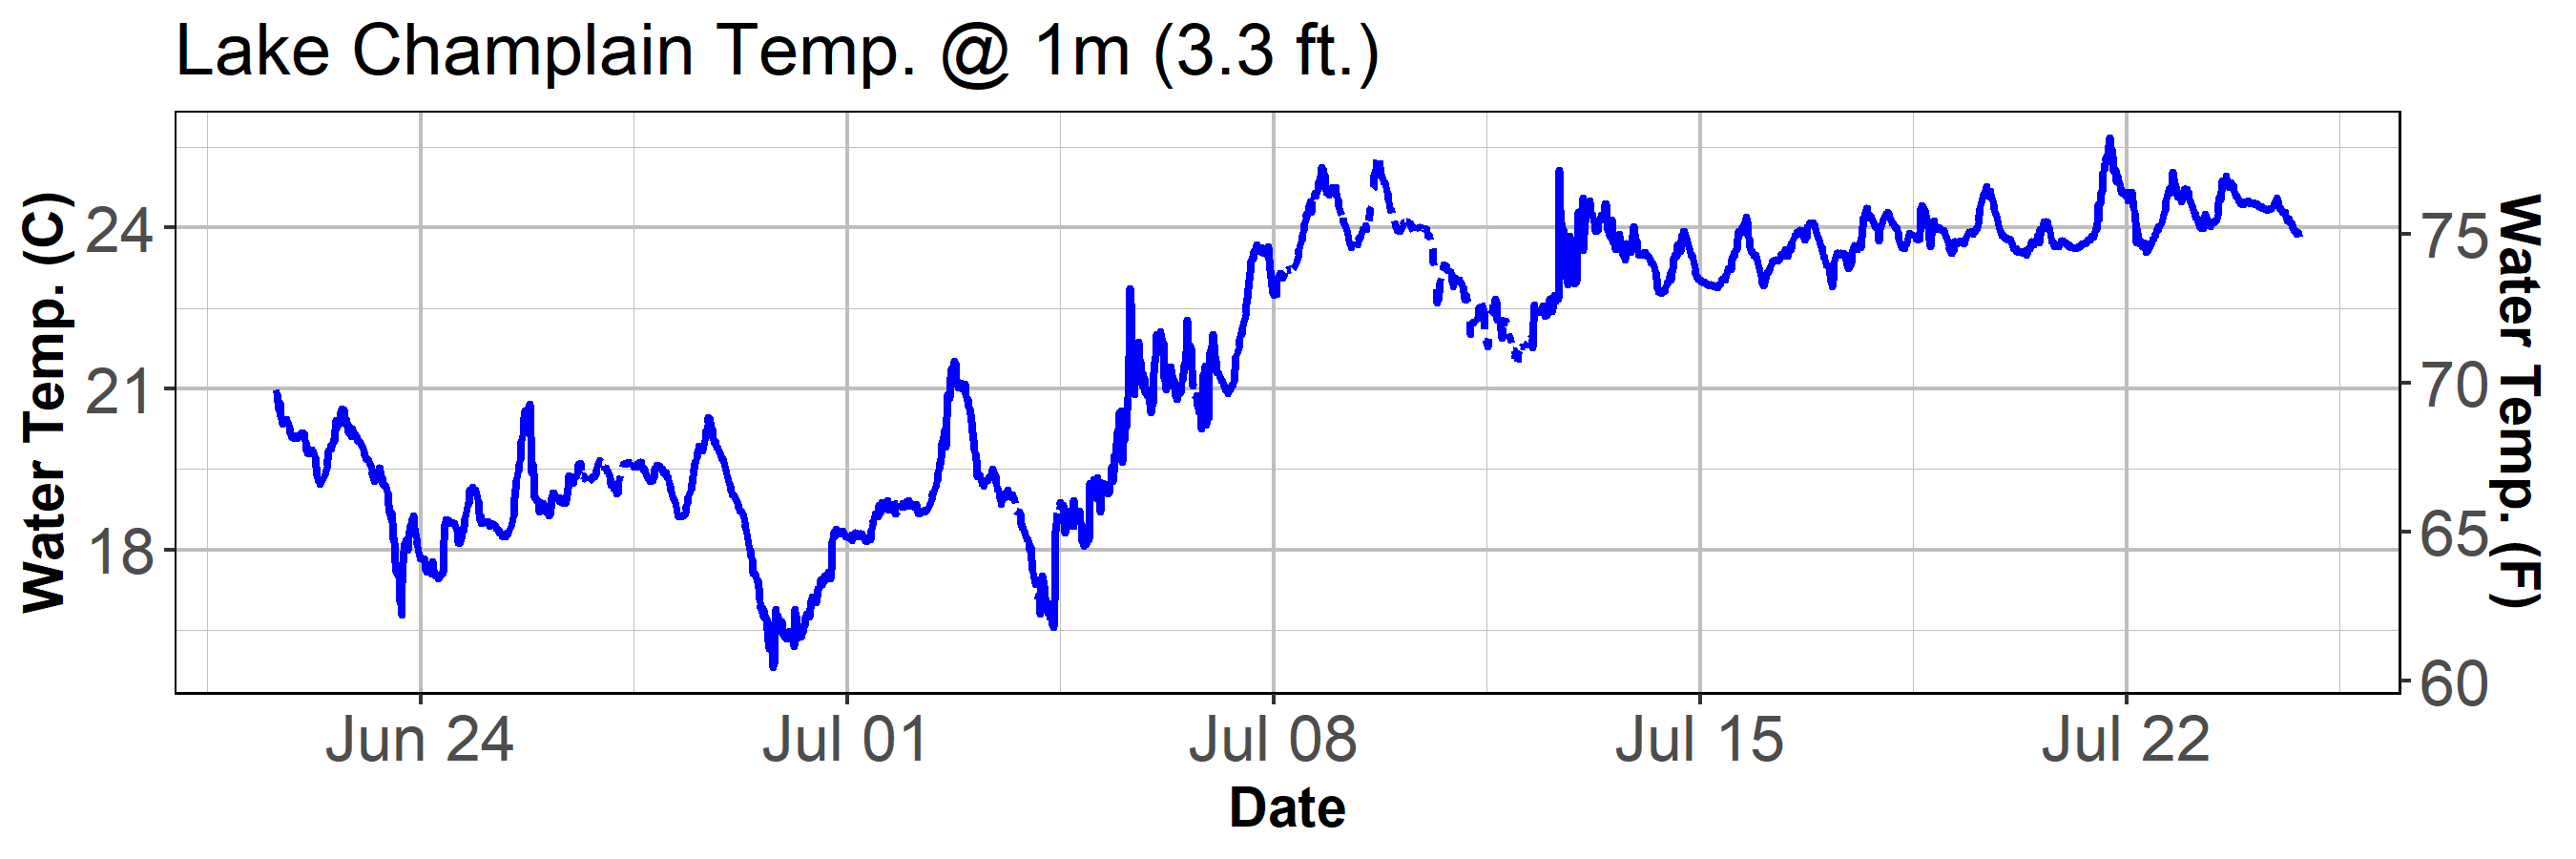 Lake Champlain Temp. @ 1m (3.3 ft.)
Water Temp. (C)
24
21
18
75
70
65
60
Water Temp. (F)
Jun 24
Jul 01
Jul 08
Jul 15
Jul 22
Date